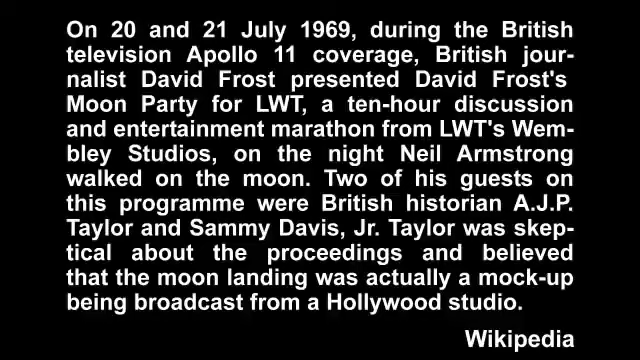 On 20 and 21 July 1969, during the British
television Apollo 11 coverage, British jour-
nalist David Frost presented David Frost's
Moon Party for LWT, a ten-hour discussion
and entertainment marathon from LWT's Wem-
bley Studios, on the night Neil Armstrong
walked on the moon. Two of his guests on
this programme were British historian A.J.P.
Taylor and Sammy Davis, Jr. Taylor was skep-
tical about the proceedings and believed
that the moon landing was actually a mock-up
being broadcast from a Hollywood studio.
Wikipedia